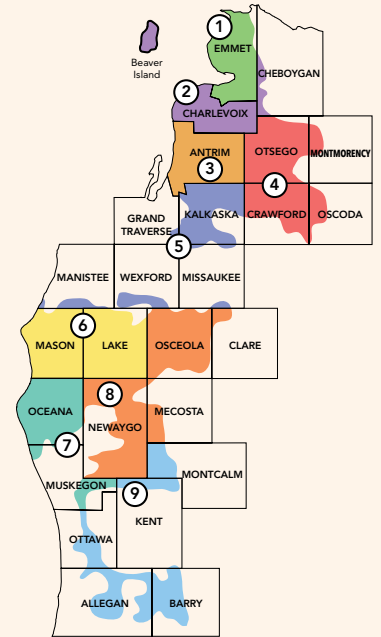 1
EMMET
Beaver
Island
CHEBOYGAN
2
CHARLEVOIX
ANTRIM
OTSEGO
MONTMORENCY
3
4
GRAND
TRAVERSE
KALKASKA
CRAWFORD
OSCODA
5
MANISTEE
WEXFORD
MISSAUKEE
6
MASON
LAKE
OSCEOLA
CLARE
8
OCEANA
NEWAYGO
MECOSTA
7
MUSKEGON
MONTCALM
9
KENT
OTTAWA
ALLEGAN
BARRY